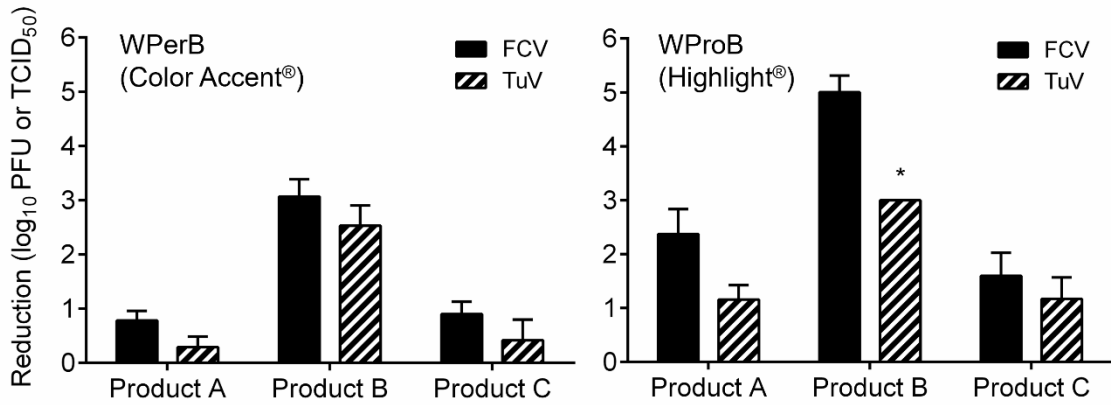 Reduction (log10 PFU or TCID50)
6
5
4
3
2
1
0
WPerB
(Color Accent®)
FCV
TuV
Product A
Product B
Product C
6
5
4
3
2
1
0
WProB
(Highlight®)
FCV
TuV
*
Product A
Product B
Product C